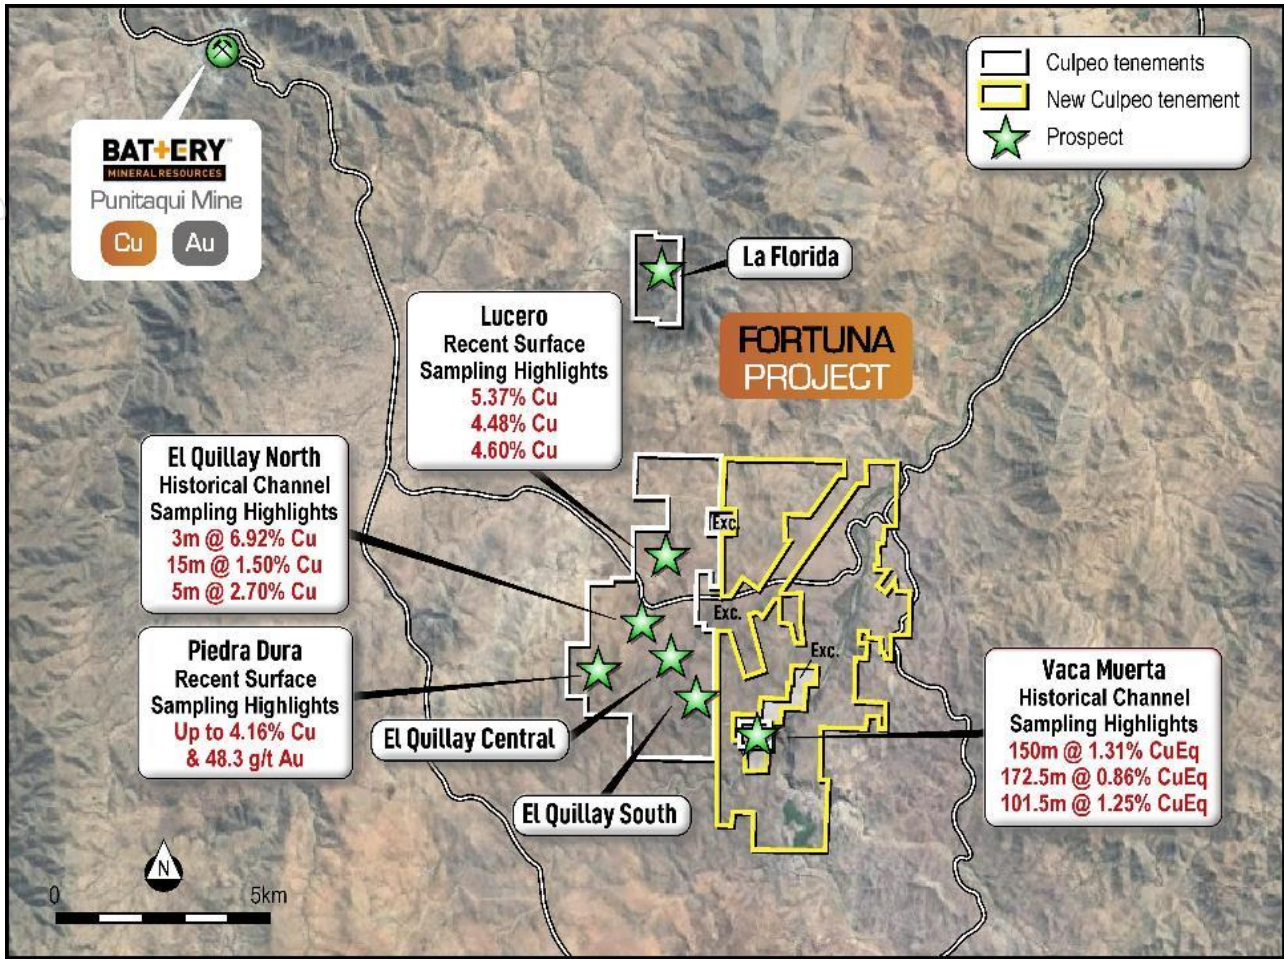 Culpeo tenements
New Culpeo tenement
Prospect
BAT+ERY
MINERAL RESOURCES
Punitaqui Mine
Cu
Au
La Florida
FORTUNA
PROJECT
Lucero
Recent Surface
Sampling Highlights
5.37% Cu
4.48% Cu
4.60% Cu
El Quillay North
Historical Channel
Sampling Highlights
3m @ 6.92% Cu
15m @ 1.50% Cu
5m @ 2.70% Cu
Exc.
Exc.
Exc.
Piedra Dura
Recent Surface
Sampling Highlights
Up to 4.16% Cu
& 48.3 g/t Au
El Quillay Central
El Quillay South
Vaca Muerta
Historical Channel
Sampling Highlights
150m @ 1.31% CuEq
172.5m @ 0.86% CuEq
101.5m @ 1.25% CuEq
N
0
5km